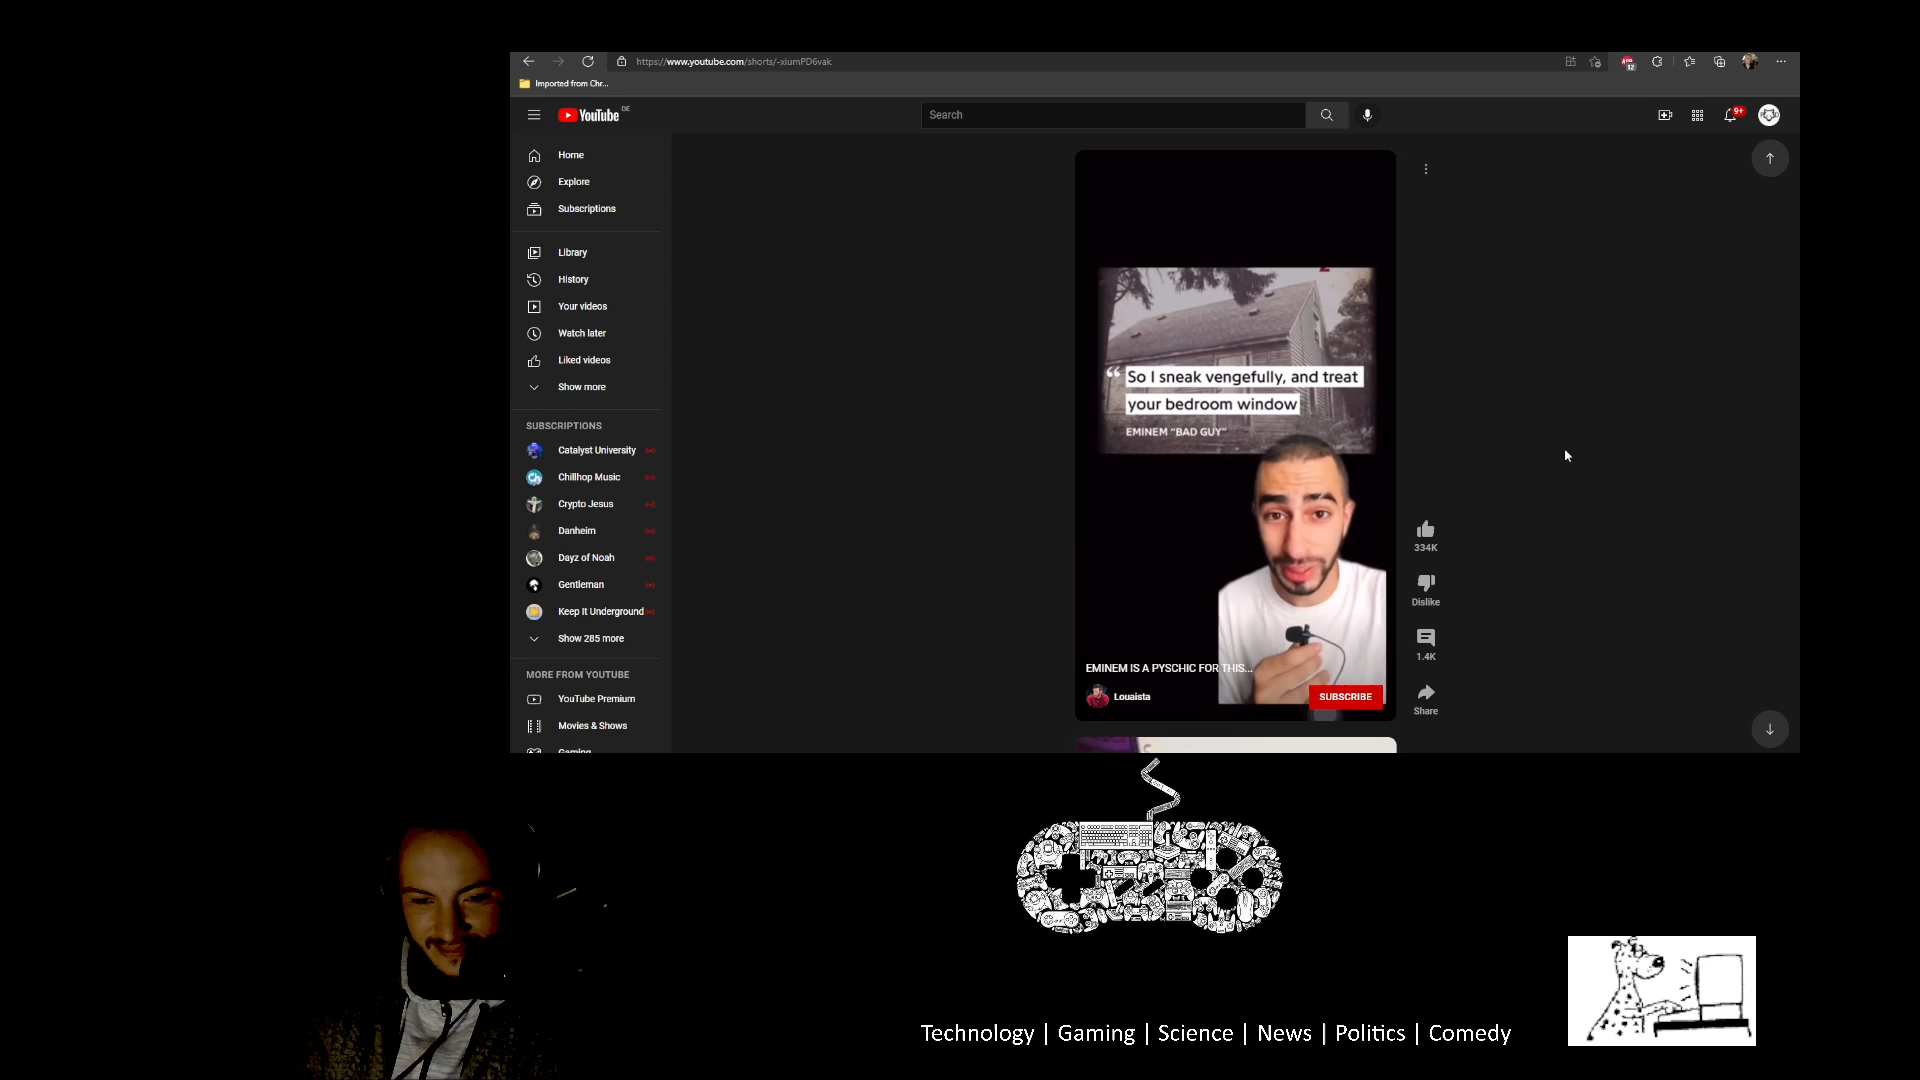 https://www.youtube.com/shorts/-xiumPD6vak
12
Imported from Chr...
YouTube DE
Search
9+
Home
Explore
Subscriptions
Library
History
Your videos
Watch later
Liked videos
Show more
SUBSCRIPTIONS
Catalyst University
Chillhop Music
Crypto Jesus
Danheim
Dayz of Noah
Gentleman
Keep It Underground
Show 285 more
MORE FROM YOUTUBE
YouTube Premium
Movies & Shows
Gaming
“ So I sneak vengefully, and treat
your bedroom window
EMINEM “BAD GUY”
EMINEM IS A PYSCHIC FOR THIS...
Louaista
SUBSCRIBE
334K
Dislike
1.4K
Share
Technology | Gaming | Science | News | Politics | Comedy